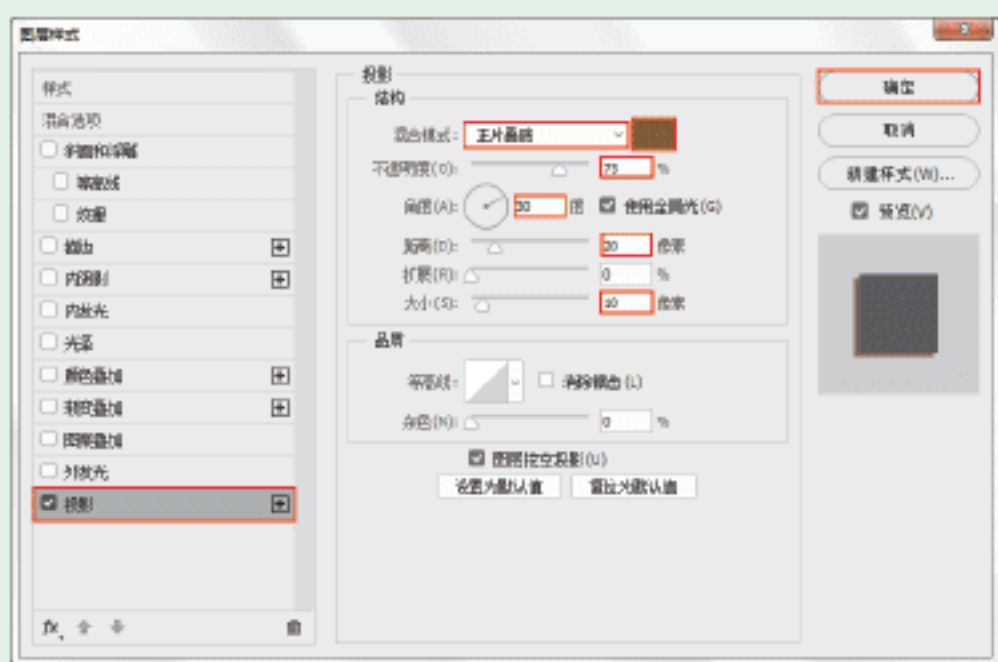 图层样式
样式
混合选项
斜面和浮雕
等高线
纹理
描边
内阴影
内发光
光泽
颜色叠加
渐变叠加
图案叠加
外发光
投影
fx
投影
结构
混合模式: 正片叠底
不透明度(O): 75 %
角度(A): 30 度 使用全局光(G)
距离(D): 20 像素
扩展(R): 0 %
大小(S): 10 像素
品质
等高线: 消除锯齿(L)
杂色(N): 0 %
图层挖空投影(U)
设置为默认值 复位为默认值
确定
取消
新建样式(W)...
预览(V)